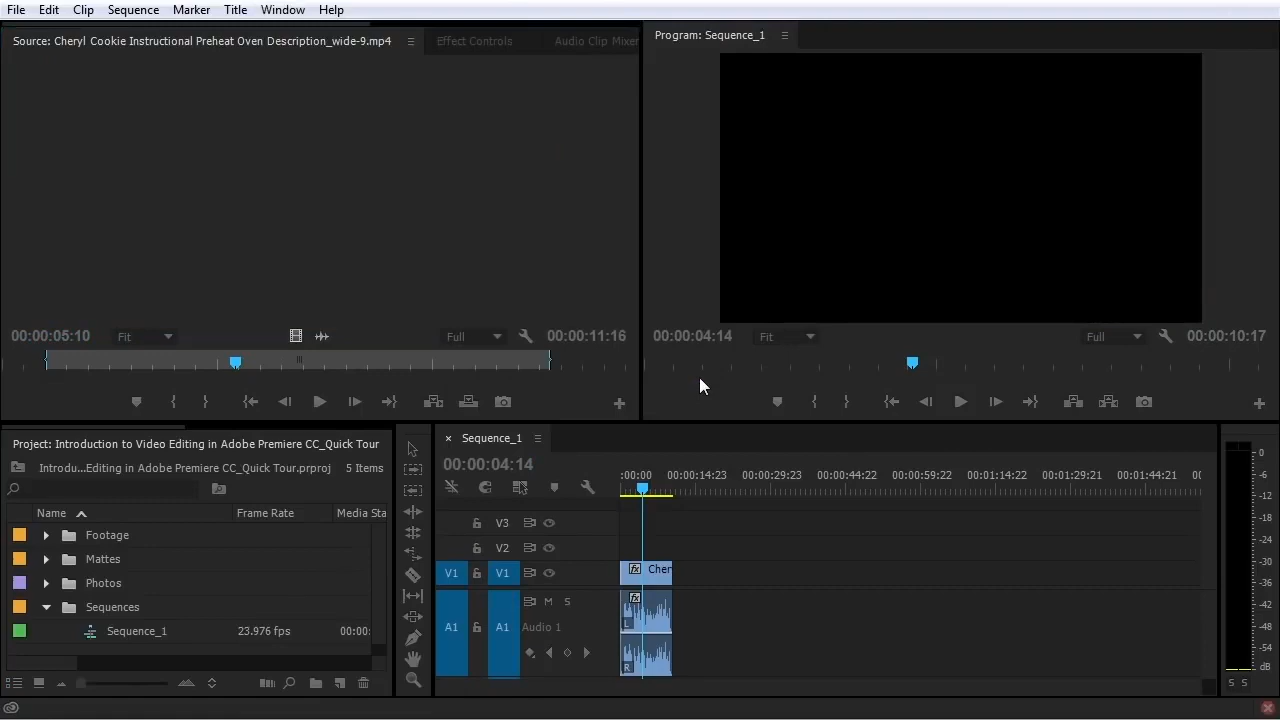 File Edit Clip Sequence Marker Title Window Help
Source: Cheryl Cookie Instructional Preheat Oven Description_wide-9.mp4
Effect Controls
Audio Clip Mixer
Program: Sequence_1
00:00:05:10
Fit
Full
00:00:11:16
00:00:04:14
Fit
Full
00:00:10:17
Project: Introduction to Video Editing in Adobe Premiere CC_Quick Tour
Introdu...Editing in Adobe Premiere CC_Quick Tour.prproj
5 Items
Name
Frame Rate
Media Sta
Footage
Mattes
Photos
Sequences
Sequence_1
23.976 fps
00:00:
× Sequence_1
00:00:04:14
:00:00 00:00:14:23 00:00:29:23 00:00:44:22 00:00:59:22 00:01:14:22 00:01:29:21 00:01:44:21 00
V3
V2
V1 V1
fx Cher
fx
M S
A1 A1 Audio 1
L
R
0
-6
-12
-18
-24
-30
-36
-42
-48
-54
dB
S S